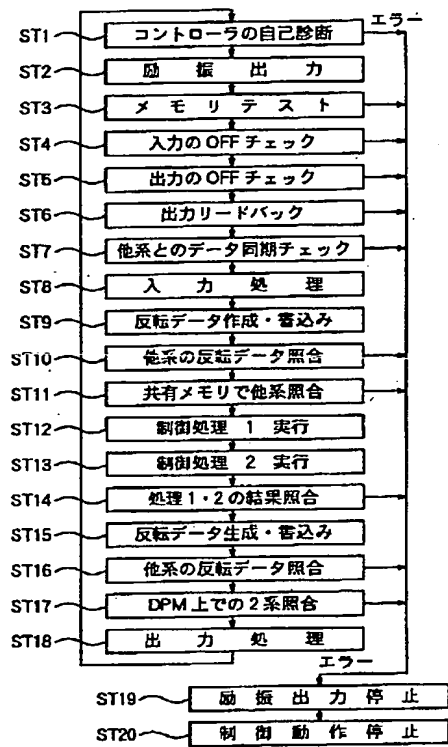 エラー
ST1 コントローラの自己診断
ST2 励振出力
ST3 メモリテスト
ST4 入力のOFFチェック
ST5 出力のOFFチェック
ST6 出力リードバック
ST7 他系とのデータ同期チェック
ST8 入力処理
ST9 反転データ作成・書込み
ST10 他系の反転データ照合
ST11 共有メモリで他系照合
ST12 制御処理 1 実行
ST13 制御処理 2 実行
ST14 処理1・2の結果照合
ST15 反転データ生成・書込み
ST16 他系の反転データ照合
ST17 DPM上での2系照合
ST18 出力処理
エラー
ST19 励振出力停止
ST20 制御動作停止